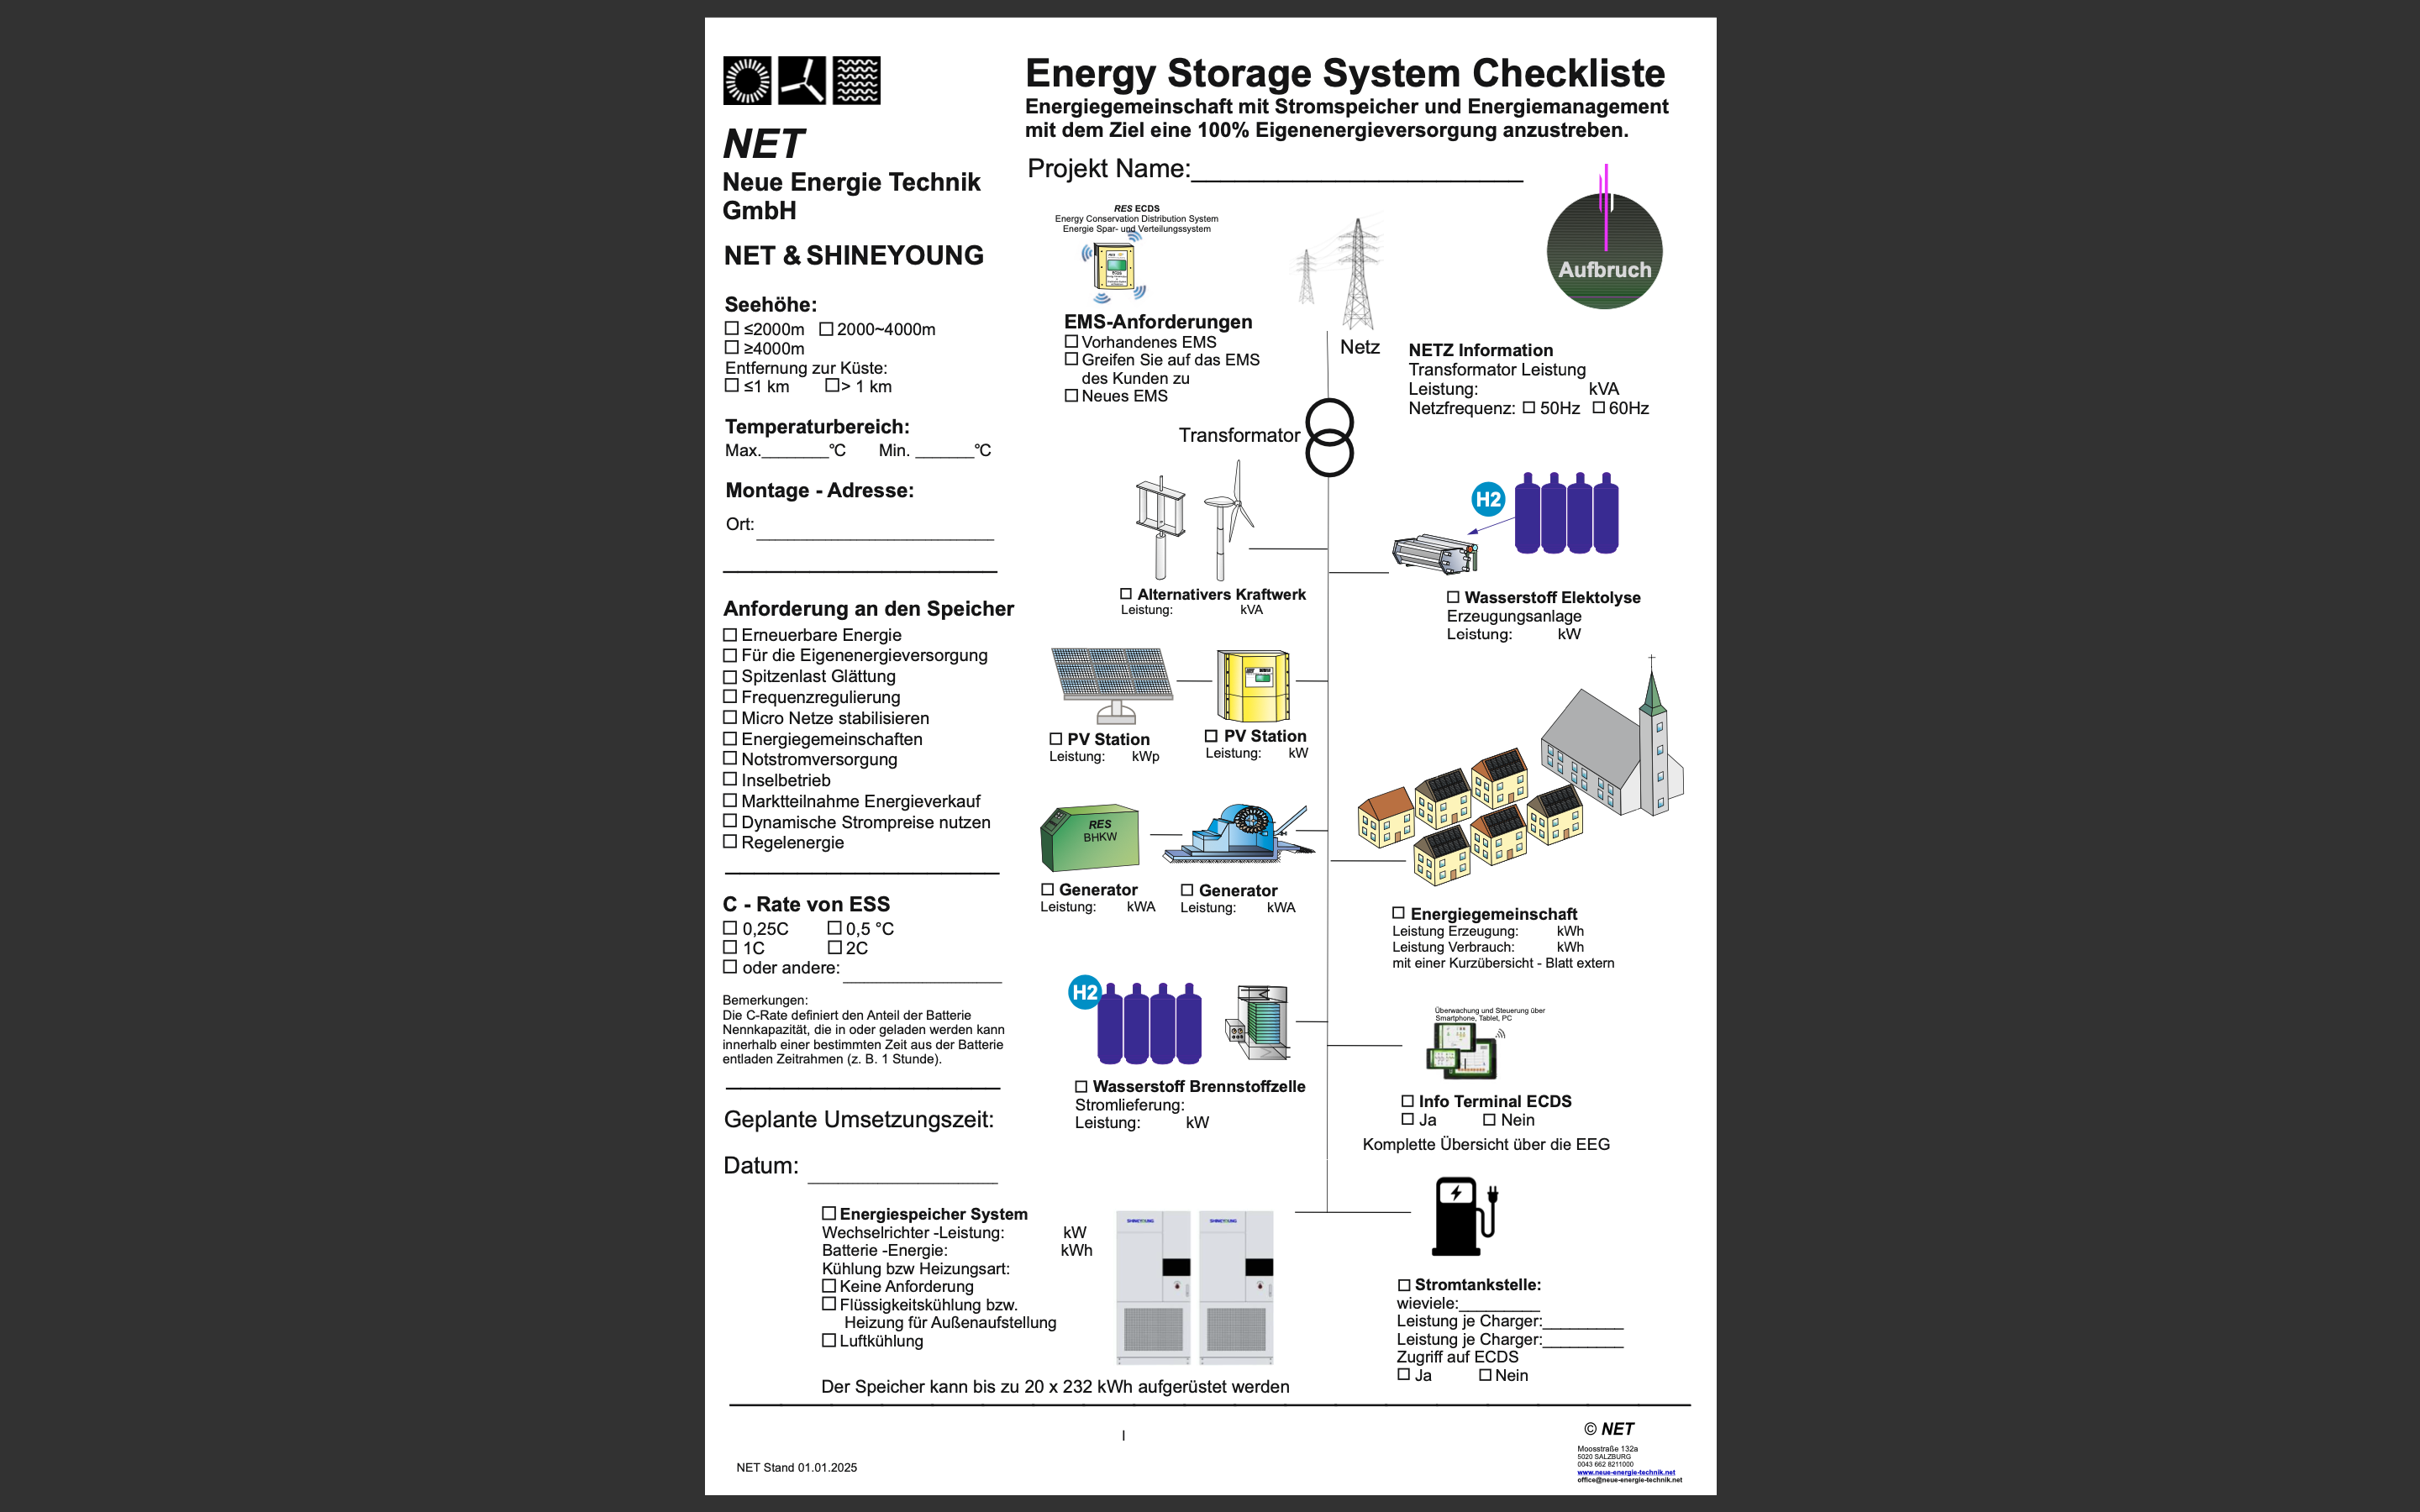 NET
Neue Energie Technik
GmbH
NET & SHINEYOUNG
Seehöhe:
≤2000m 2000~4000m
≥4000m
Entfernung zur Küste:
≤1 km > 1 km
Temperaturbereich:
Max.________°C Min. _______°C
Montage - Adresse:
Ort:
Anforderung an den Speicher
Erneuerbare Energie
Für die Eigenenergieversorgung
Spitzenlast Glättung
Frequenzregulierung
Micro Netze stabilisieren
Energiegemeinschaften
Notstromversorgung
Inselbetrieb
Marktteilnahme Energieverkauf
Dynamische Strompreise nutzen
Regelenergie
C - Rate von ESS
0,25C 0,5 °C
1C 2C
oder andere:
Bemerkungen:
Die C-Rate definiert den Anteil der Batterie
Nennkapazität, die in oder geladen werden kann
innerhalb einer bestimmten Zeit aus der Batterie
entladen Zeitrahmen (z. B. 1 Stunde).
Geplante Umsetzungszeit:
Datum:
Energy Storage System Checkliste
Energiegemeinschaft mit Stromspeicher und Energiemanagement
mit dem Ziel eine 100% Eigenenergieversorgung anzustreben.
Projekt Name:
Aufbruch
RES ECDS
Energy Conservation Distribution System
Energie Spar- und Verteilungssystem
EMS-Anforderungen
Vorhandenes EMS
Greifen Sie auf das EMS
des Kunden zu
Neues EMS
Netz
NETZ Information
Transformator Leistung
Leistung: kVA
Netzfrequenz: 50Hz 60Hz
Transformator
H2
Alternativers Kraftwerk
Leistung: kVA
Wasserstoff Elektolyse
Erzeugungsanlage
Leistung: kW
PV Station
Leistung: kWp
PV Station
Leistung: kW
RES
BHKW
Generator
Leistung: kWA
Generator
Leistung: kWA
Energiegemeinschaft
Leistung Erzeugung: kWh
Leistung Verbrauch: kWh
mit einer Kurzübersicht - Blatt extern
H2
Wasserstoff Brennstoffzelle
Stromlieferung:
Leistung: kW
Überwachung und Steuerung über
Smartphone, Tablet, PC
Info Terminal ECDS
Ja Nein
Komplette Übersicht über die EEG
Energiespeicher System
Wechselrichter -Leistung: kW
Batterie -Energie: kWh
Kühlung bzw Heizungsart:
Keine Anforderung
Flüssigkeitskühlung bzw.
Heizung für Außenaufstellung
Luftkühlung
SHINEYOUNG
SHINEYOUNG
Der Speicher kann bis zu 20 x 232 kWh aufgerüstet werden
Stromtankstelle:
wieviele:
Leistung je Charger:
Leistung je Charger:
Zugriff auf ECDS
Ja Nein
I
NET Stand 01.01.2025
© NET
Moosstraße 132a
5020 SALZBURG
0043 662 8211000
www.neue-energie-technik.net
office@neue-energie-technik.net